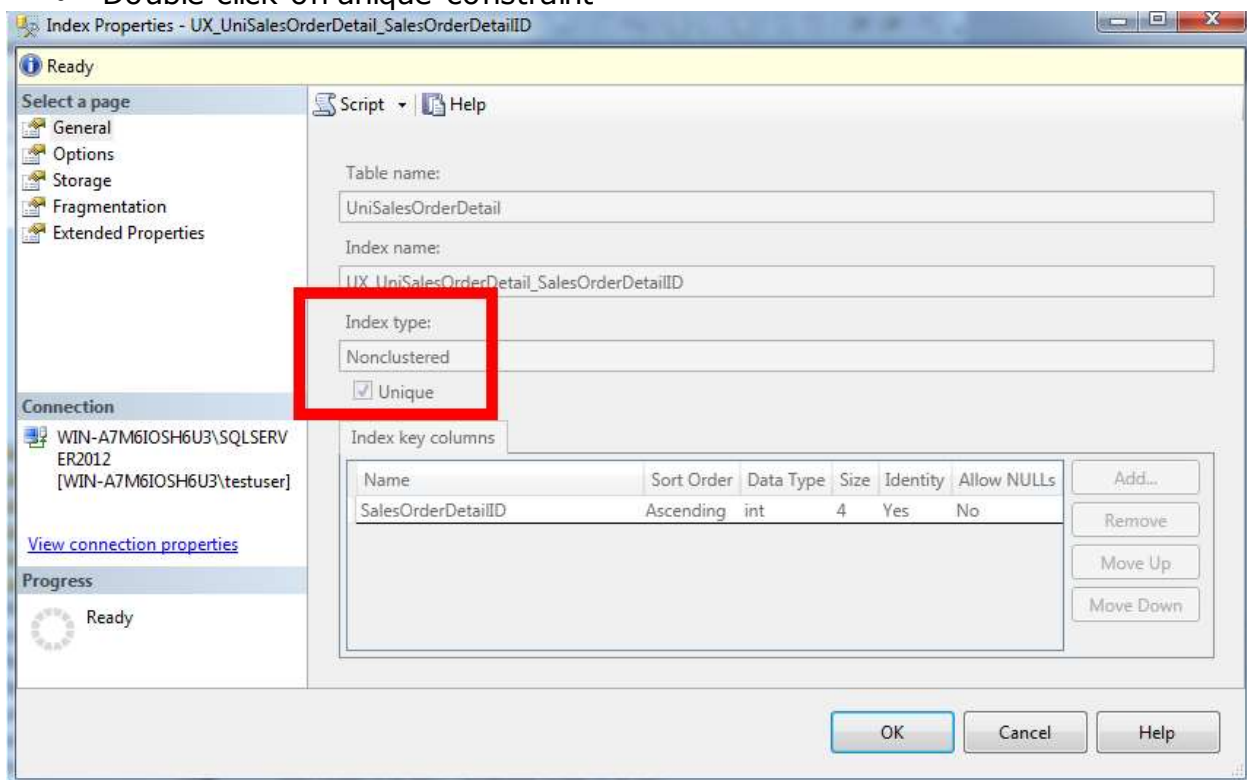 • Double click on unique constraint
Index Properties - UX_UniSalesOrderDetail_SalesOrderDetailID
Ready
Select a page
General
Options
Storage
Fragmentation
Extended Properties
Script
Help
Table name:
UniSalesOrderDetail
Index name:
UX_UniSalesOrderDetail_SalesOrderDetailID
Index type:
Nonclustered
Unique
Connection
WIN-A7M6IOSH6U3\SQLSERV
ER2012
[WIN-A7M6IOSH6U3\testuser]
View connection properties
Progress
Ready
Index key columns
Name Sort Order Data Type Size Identity Allow NULLs
SalesOrderDetailID Ascending int 4 Yes No
Add...
Remove
Move Up
Move Down
OK Cancel Help